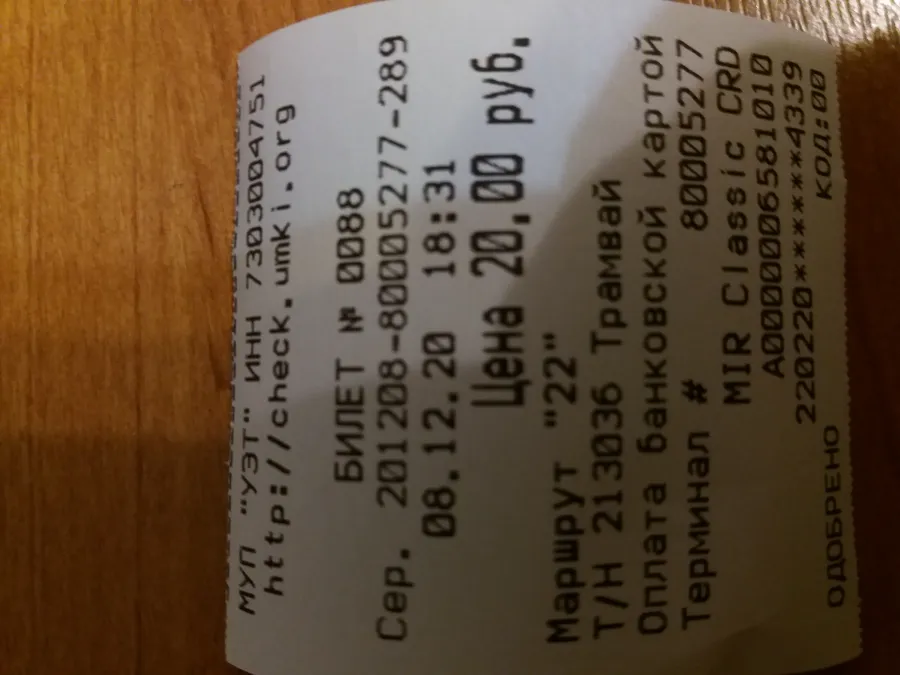 МУП "УЭТ" ИНН 7303004751
http://check.umki.org
БИЛЕТ № 0088
Сер. 201208-80005277-289
08.12.20 18:31
Цена 20,00 руб.
Маршрут "22"
Т/Н 213036 Трамвай
Оплата банковской картой
Терминал # 80005277
MIR Classic CRD
A0000006581010
220220******4339
ОДОБРЕНО КОД:00